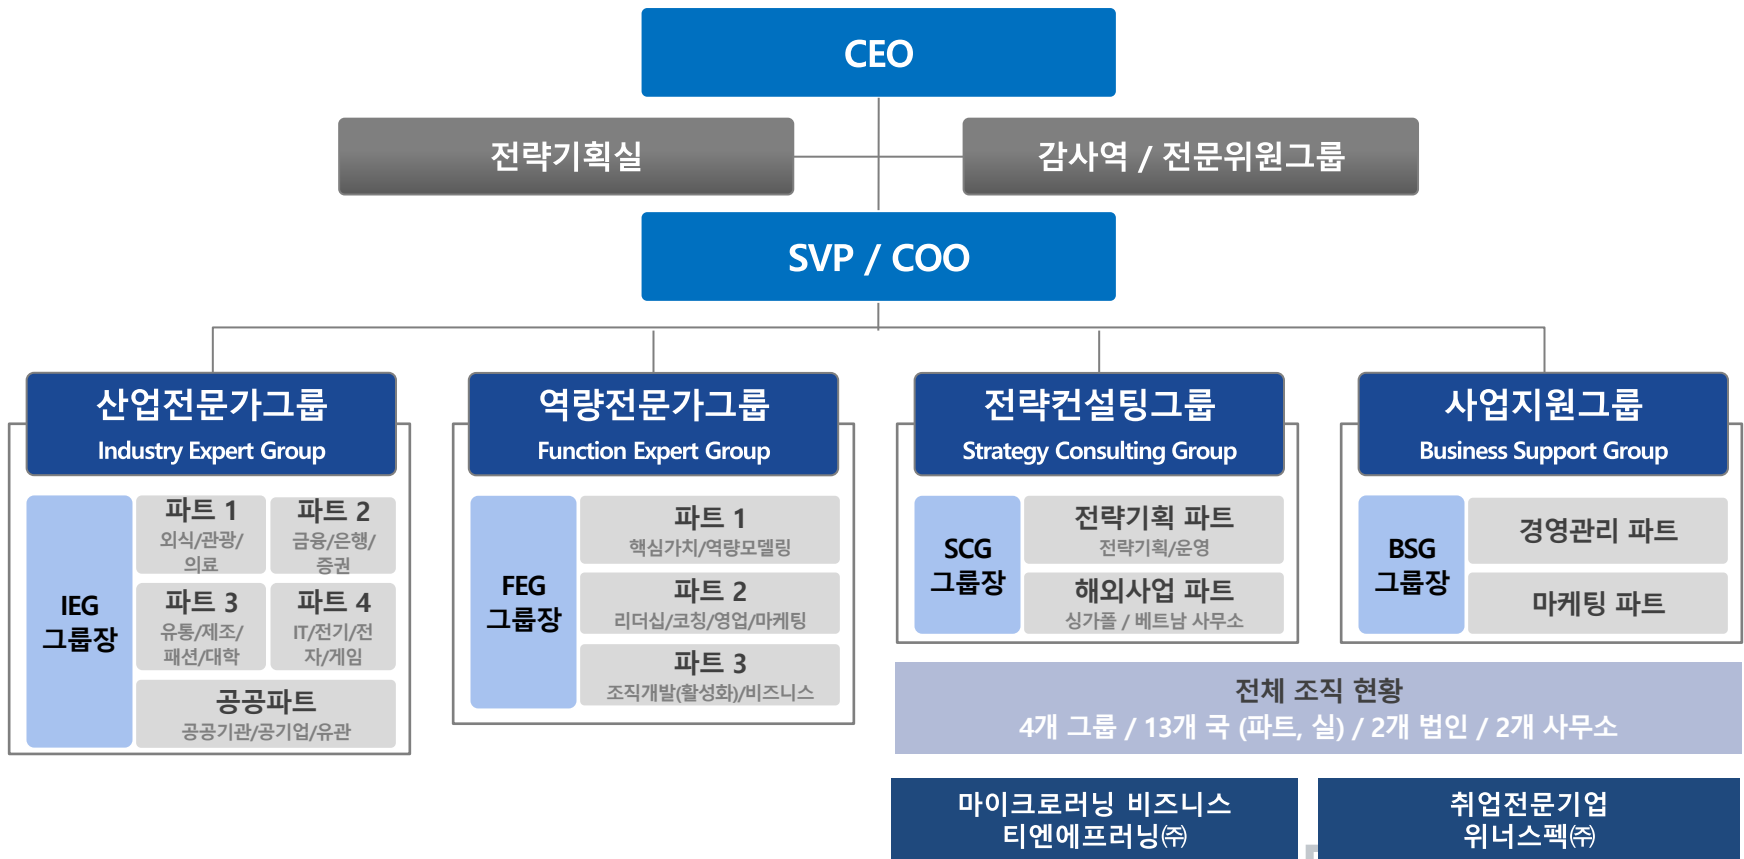 CEO
전략기획실
감사역 / 전문위원그룹
SVP / COO
산업전문가그룹
Industry Expert Group
IEG
그룹장
파트 1
외식/관광/
의료
파트 2
금융/은행/
증권
파트 3
유통/제조/
패션/대학
파트 4
IT/전기/전
자/게임
공공파트
공공기관/공기업/유관
역량전문가그룹
Function Expert Group
FEG
그룹장
파트 1
핵심가치/역량모델링
파트 2
리더십/코칭/영업/마케팅
파트 3
조직개발(활성화)/비즈니스
전략컨설팅그룹
Strategy Consulting Group
SCG
그룹장
전략기획 파트
전략기획/운영
해외사업 파트
싱가폴 / 베트남 사무소
사업지원그룹
Business Support Group
BSG
그룹장
경영관리 파트
마케팅 파트
전체 조직 현황
4개 그룹 / 13개 국 (파트, 실) / 2개 법인 / 2개 사무소
마이크로러닝 비즈니스
티엔에프러닝㈜
취업전문기업
위너스펙㈜